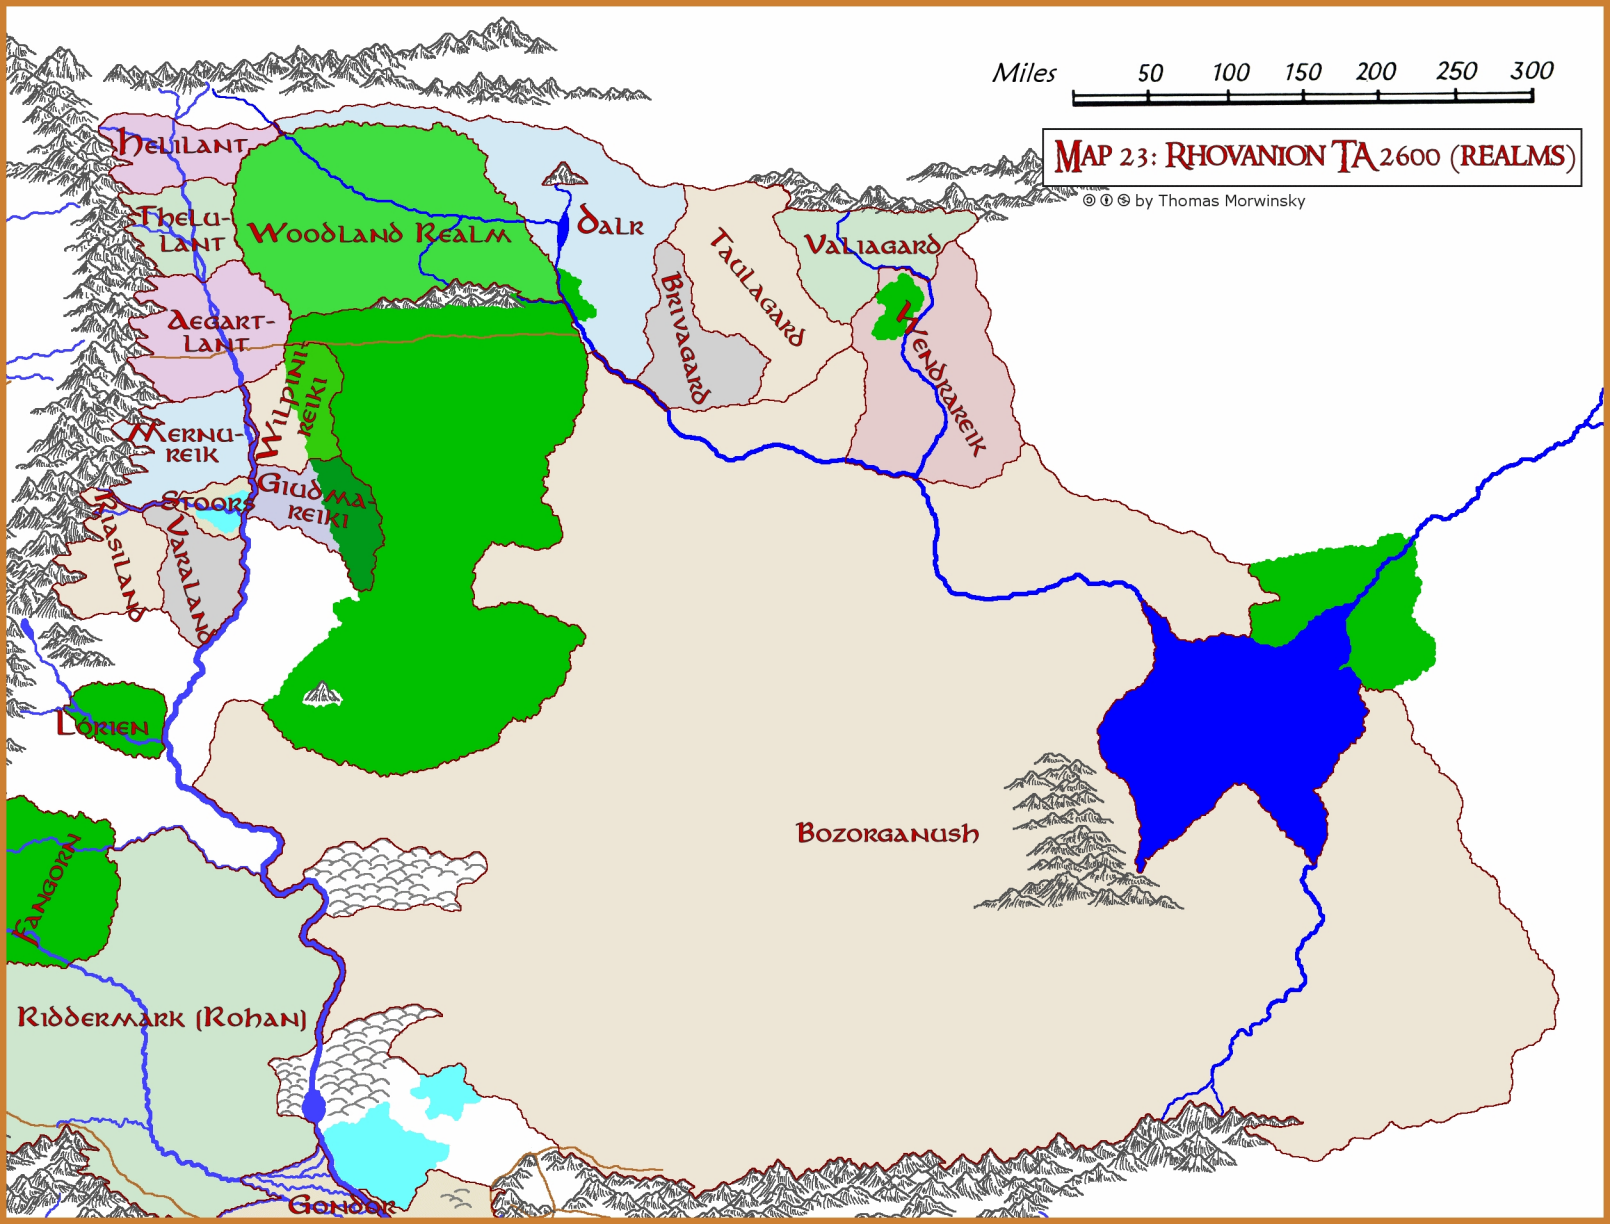 Miles 50 100 150 200 250 300
Map 23: Rhovanion TA 2600 (Realms)
by Thomas Morwinsky
Helilant
Thelu-
lant
Woodland Realm
Dalr
Taulagard
Valiagard
Brivagard
Wendrareik
Aegart-
lant
Wilpini-
reiki
Mernu-
reik
Giudma-
reiki
Stoors
Fiasiland
Varaland
Lórien
Bozorganush
Fangorn
Riddermark (Rohan)
Gondor